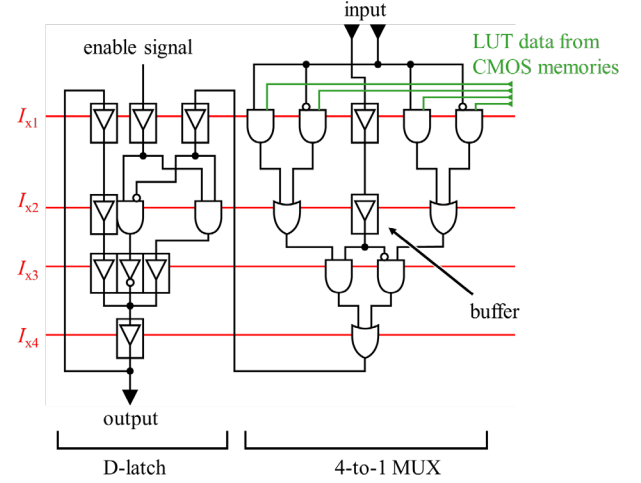 input
enable signal
LUT data from
CMOS memories
Ix1
Ix2
Ix3
buffer
Ix4
output
D-latch
4-to-1 MUX